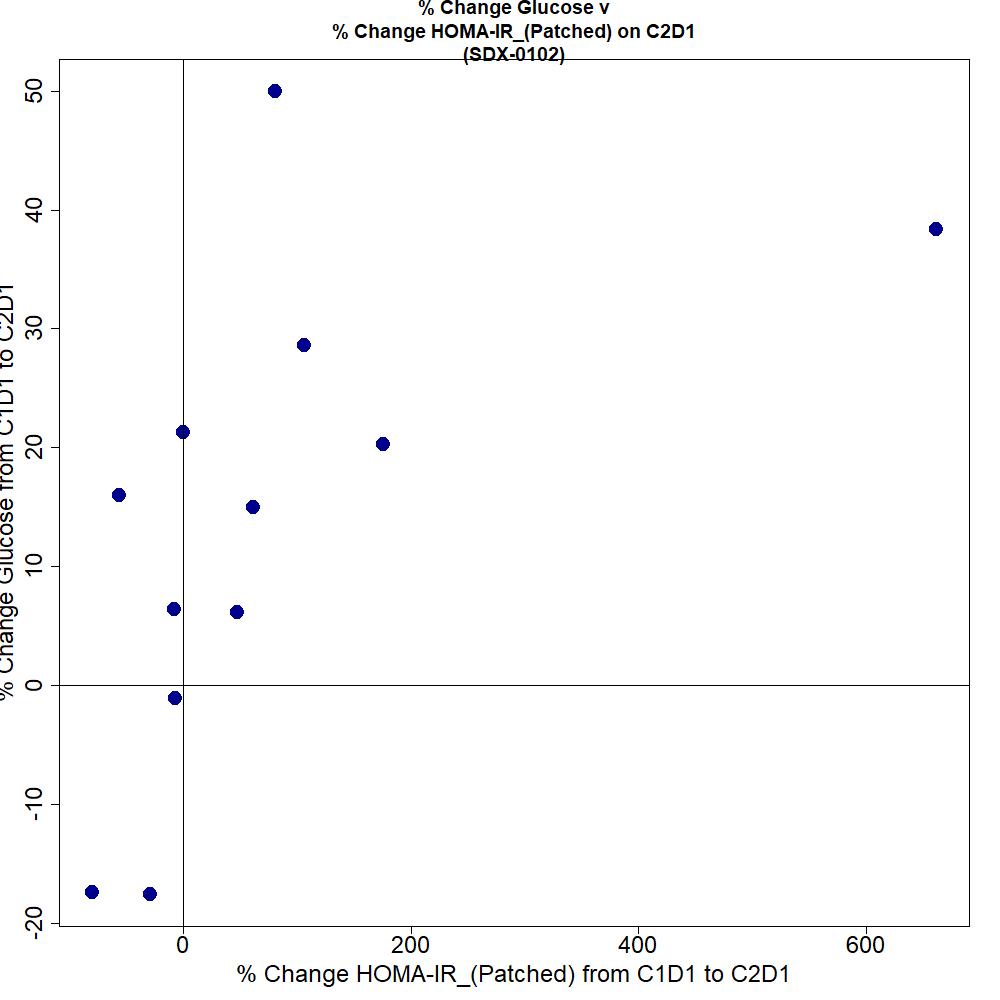 % Change Glucose v
% Change HOMA-IR_(Patched) on C2D1
(SDX-0102)
% Change Glucose from C1D1 to C2D1
50
40
30
20
10
0
-10
-20
0 200 400 600
% Change HOMA-IR_(Patched) from C1D1 to C2D1